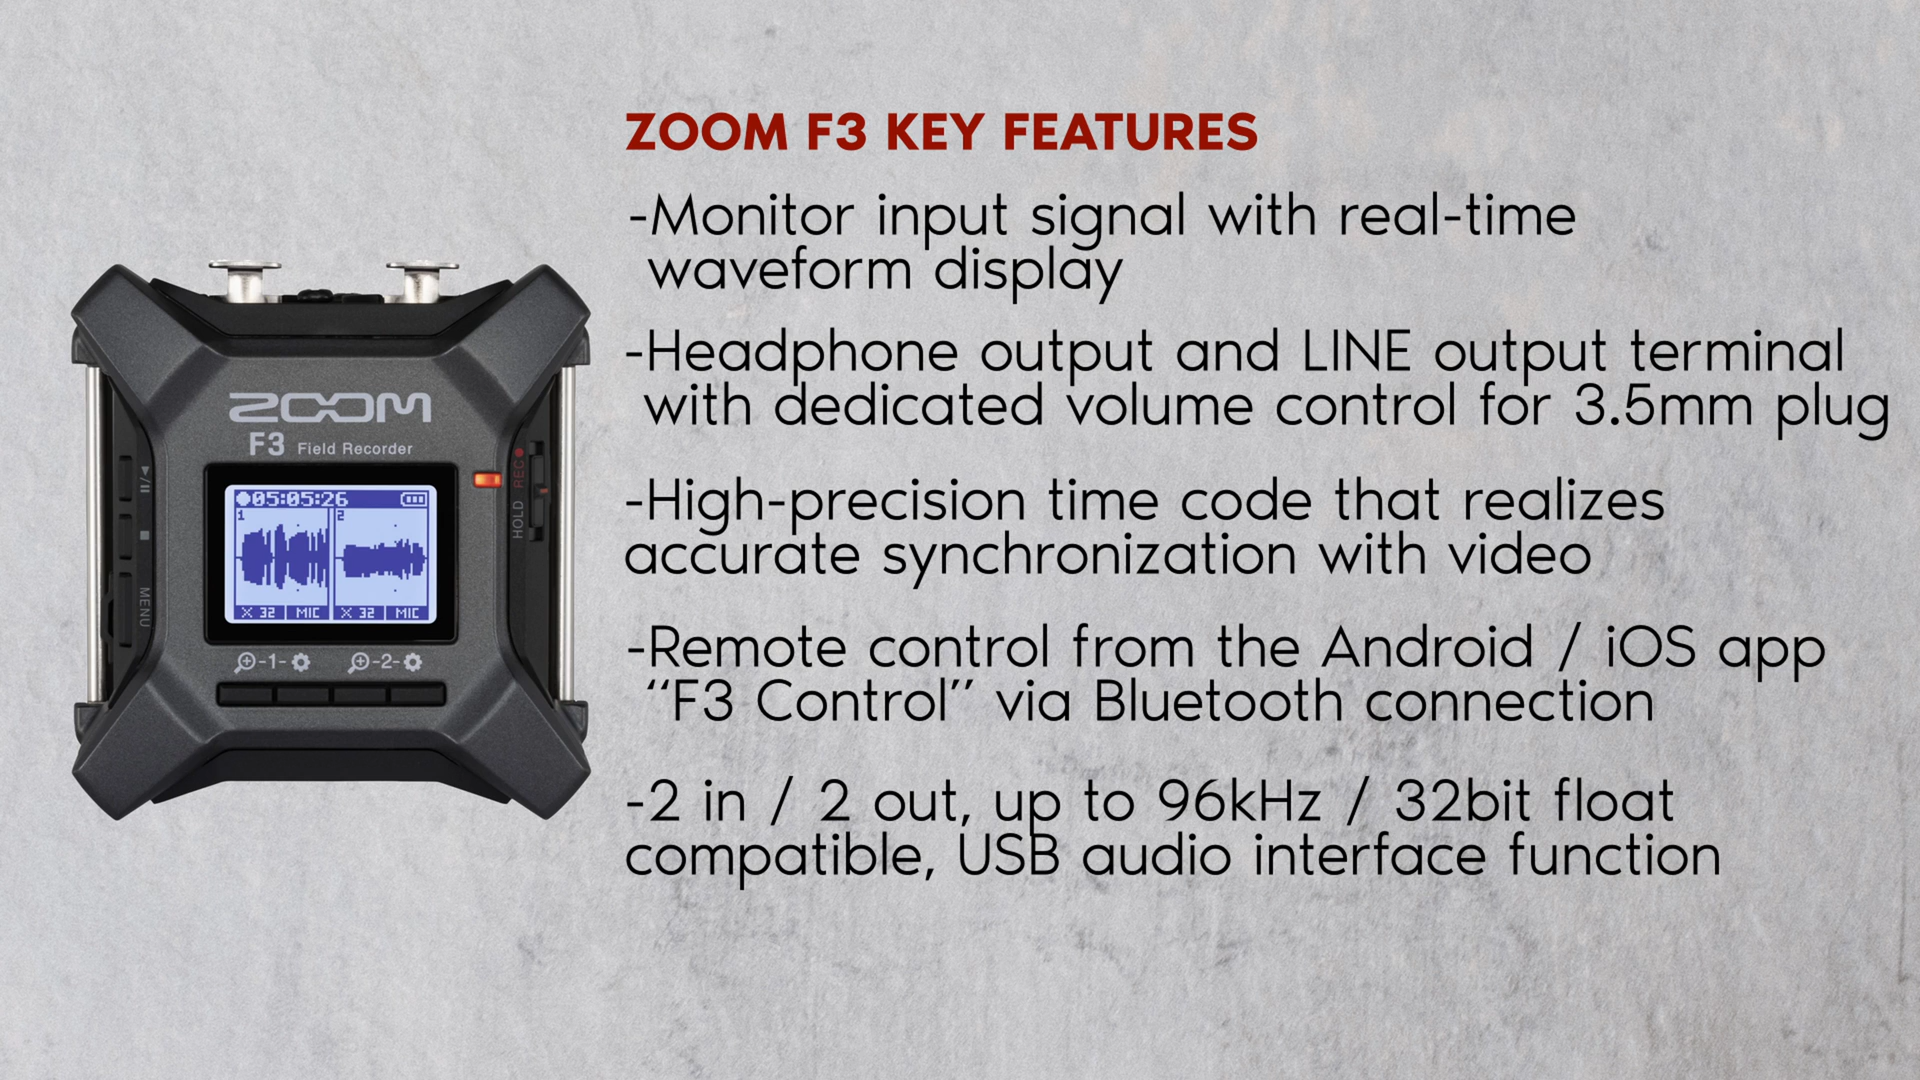 ZOOM F3 KEY FEATURES
-Monitor input signal with real-time
waveform display
-Headphone output and LINE output terminal
with dedicated volume control for 3.5mm plug
-High-precision time code that realizes
accurate synchronization with video
-Remote control from the Android / iOS app
“F3 Control” via Bluetooth connection
-2 in / 2 out, up to 96kHz / 32bit float
compatible, USB audio interface function
ZOOM
F3 Field Recorder
REC
HOLD
MENU
05:05:26
1 2
X 32 MIC X 32 MIC
-1- -2-